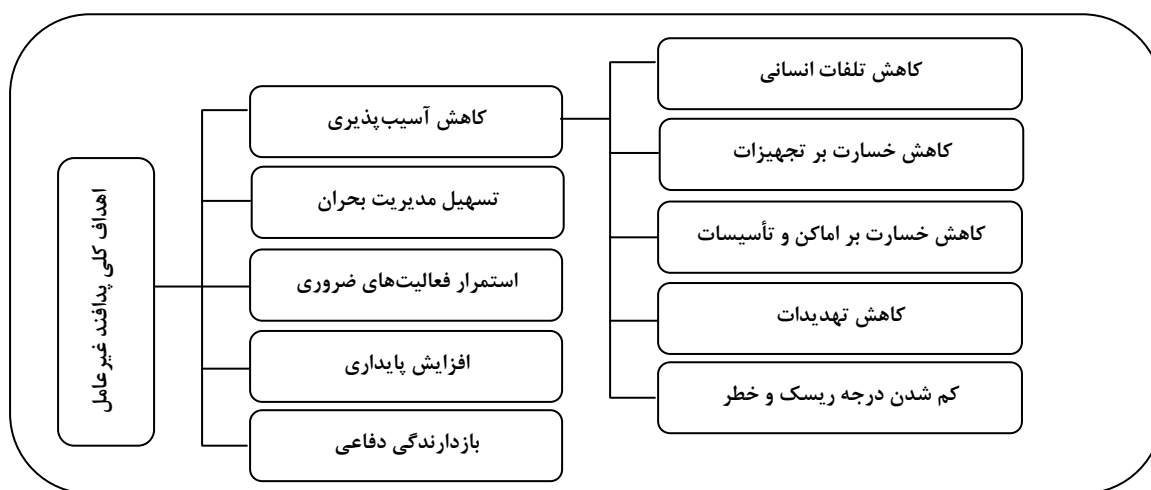 اهداف کلی پدافند غیرعامل
کاهش آسیب‌پذیری
تسهیل مدیریت بحران
استمرار فعالیت‌های ضروری
افزایش پایداری
بازدارندگی دفاعی
کاهش تلفات انسانی
کاهش خسارت بر تجهیزات
کاهش خسارت بر اماکن و تأسیسات
کاهش تهدیدات
کم شدن درجه ریسک و خطر